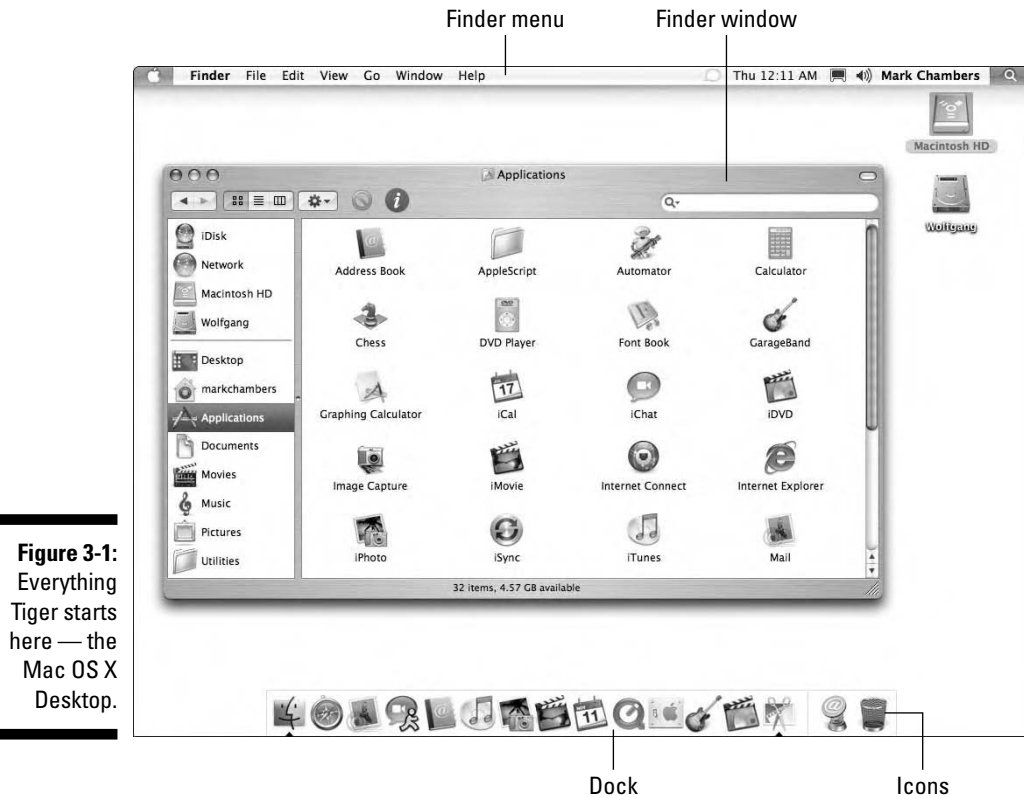 Finder menu
Finder window
Finder File Edit View Go Window Help
Thu 12:11 AM Mark Chambers
Macintosh HD
Wolfgang
Applications
iDisk
Network
Macintosh HD
Wolfgang
Desktop
markchambers
Applications
Documents
Movies
Music
Pictures
Utilities
Address Book
AppleScript
Automator
Calculator
Chess
DVD
DVD Player
Font Book
GarageBand
17
Graphing Calculator
iCal
iChat
iDVD
Image Capture
iMovie
Internet Connect
Internet Explorer
iPhoto
iSync
iTunes
Mail
32 items, 4.57 GB available
11
Figure 3-1:
Everything
Tiger starts
here — the
Mac OS X
Desktop.
Dock
Icons